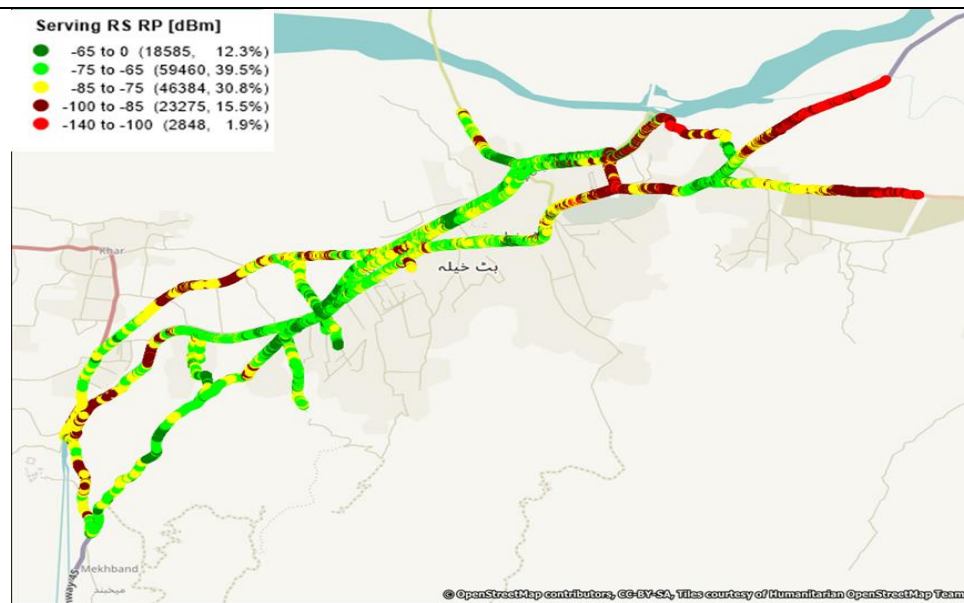 Serving RS RP [dBm]
-65 to 0 (18585, 12.3%)
-75 to -65 (59460, 39.5%)
-85 to -75 (46384, 30.8%)
-100 to -85 (23275, 15.5%)
-140 to -100 (2848, 1.9%)
Khar
بٹ خیلہ
Mekhband
میخبند
© OpenStreetMap contributors, CC-BY-SA, Tiles courtesy of Humanitarian OpenStreetMap Team